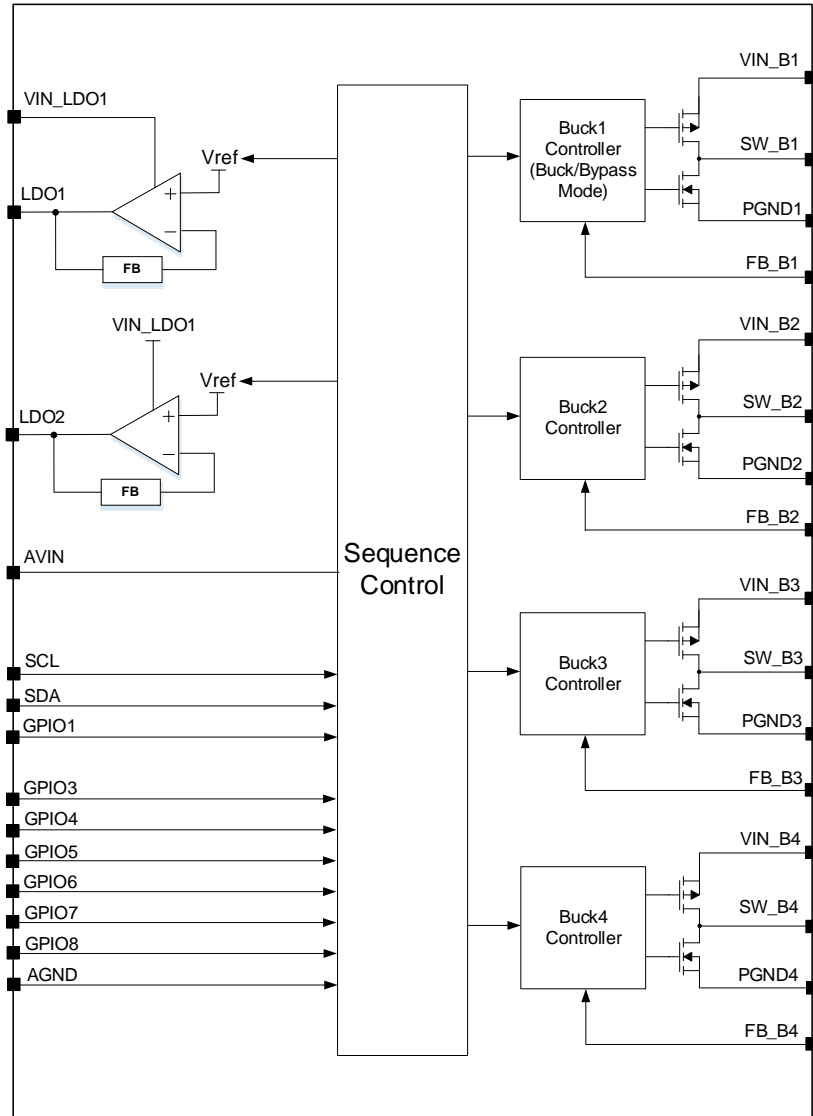 VIN_LDO1
Vref
LDO1
+
−
FB
VIN_LDO1
Vref
LDO2
+
−
FB
AVIN
SCL
SDA
GPIO1
GPIO3
GPIO4
GPIO5
GPIO6
GPIO7
GPIO8
AGND
Sequence
Control
Buck1
Controller
(Buck/Bypass
Mode)
VIN_B1
SW_B1
PGND1
FB_B1
Buck2
Controller
VIN_B2
SW_B2
PGND2
FB_B2
Buck3
Controller
VIN_B3
SW_B3
PGND3
FB_B3
Buck4
Controller
VIN_B4
SW_B4
PGND4
FB_B4